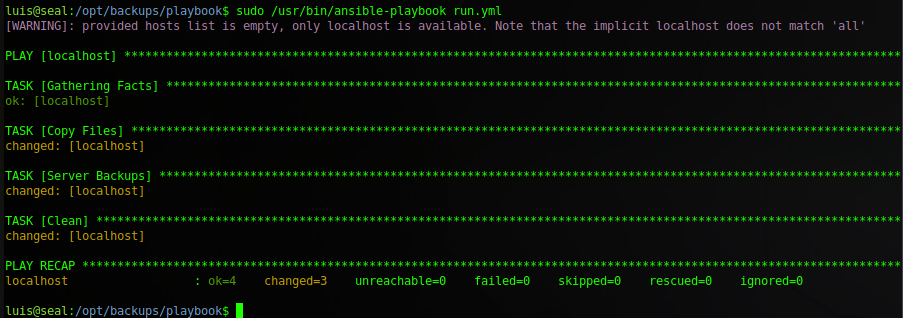 luis@seal:/opt/backups/playbook$ sudo /usr/bin/ansible-playbook run.yml
[WARNING]: provided hosts list is empty, only localhost is available. Note that the implicit localhost does not match 'all'
PLAY [localhost] ***************************************************************************************************************
TASK [Gathering Facts] *********************************************************************************************************
ok: [localhost]
TASK [Copy Files] **************************************************************************************************************
changed: [localhost]
TASK [Server Backups] **********************************************************************************************************
changed: [localhost]
TASK [Clean] *******************************************************************************************************************
changed: [localhost]
PLAY RECAP *********************************************************************************************************************
localhost                  : ok=4    changed=3    unreachable=0    failed=0    skipped=0    rescued=0    ignored=0
luis@seal:/opt/backups/playbook$